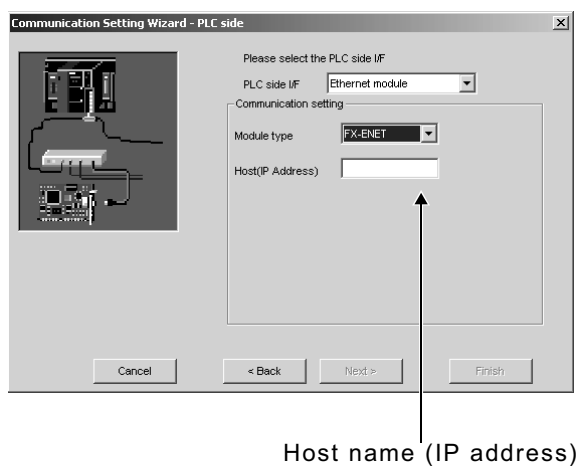 Communication Setting Wizard - PLC side
Please select the PLC side I/F
PLC side I/F Ethernet module
Communication setting
Module type FX-ENET
Host(IP Address)
Cancel < Back Next > Finish
Host name (IP address)